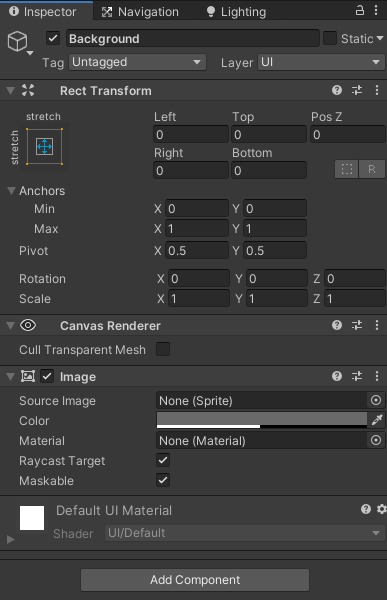 Inspector Navigation Lighting
Background Static
Tag Untagged Layer UI
Rect Transform
stretch
stretch
Left Top Pos Z
0 0 0
Right Bottom
0 0 R
Anchors
Min X 0 Y 0
Max X 1 Y 1
Pivot X 0.5 Y 0.5
Rotation X 0 Y 0 Z 0
Scale X 1 Y 1 Z 1
Canvas Renderer
Cull Transparent Mesh
Image
Source Image None (Sprite)
Color
Material None (Material)
Raycast Target
Maskable
Default UI Material
Shader UI/Default
Add Component